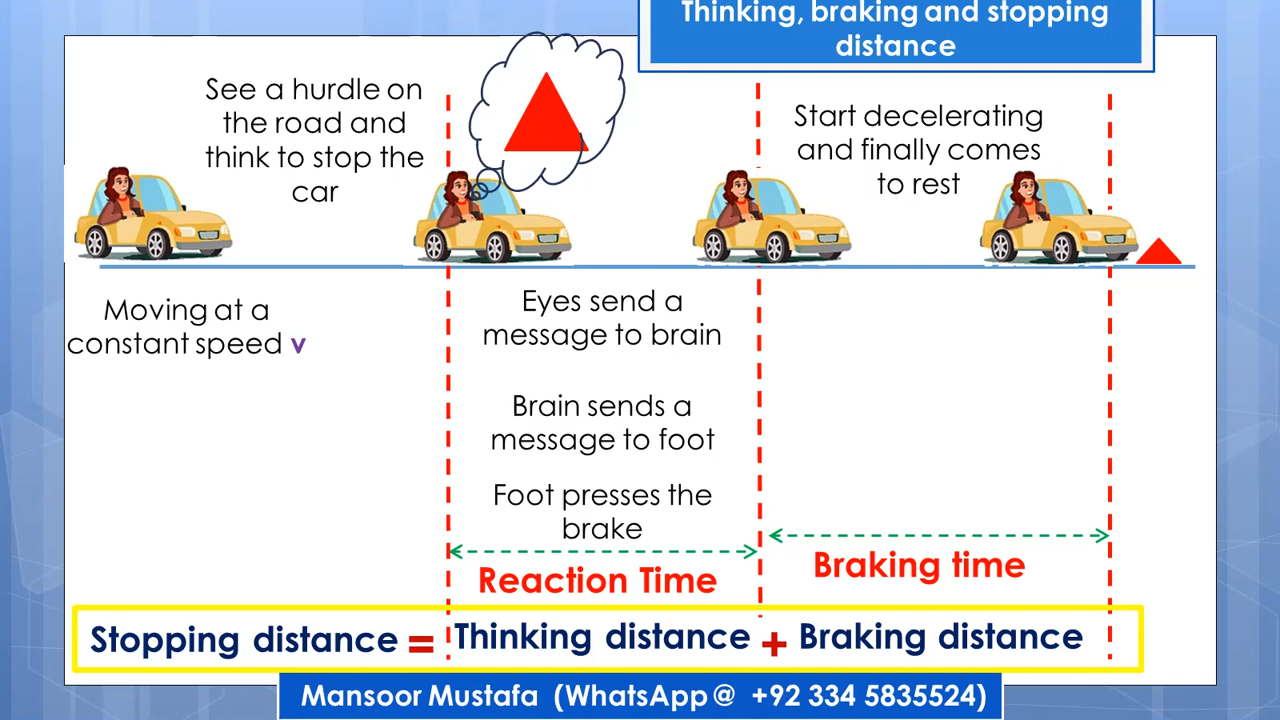 Thinking, braking and stopping
distance
See a hurdle on
the road and
think to stop the
car
Start decelerating
and finally comes
to rest
Moving at a
constant speed v
Eyes send a
message to brain
Brain sends a
message to foot
Foot presses the
brake
Reaction Time
Braking time
Stopping distance = Thinking distance + Braking distance
Mansoor Mustafa (WhatsApp@ +92 334 5835524)